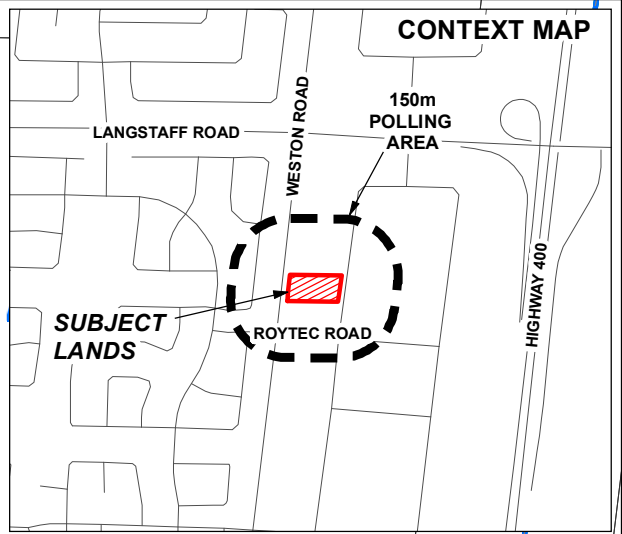 CONTEXT MAP
150m
POLLING
AREA
LANGSTAFF ROAD
WESTON ROAD
HIGHWAY 400
SUBJECT
LANDS
ROYTEC ROAD